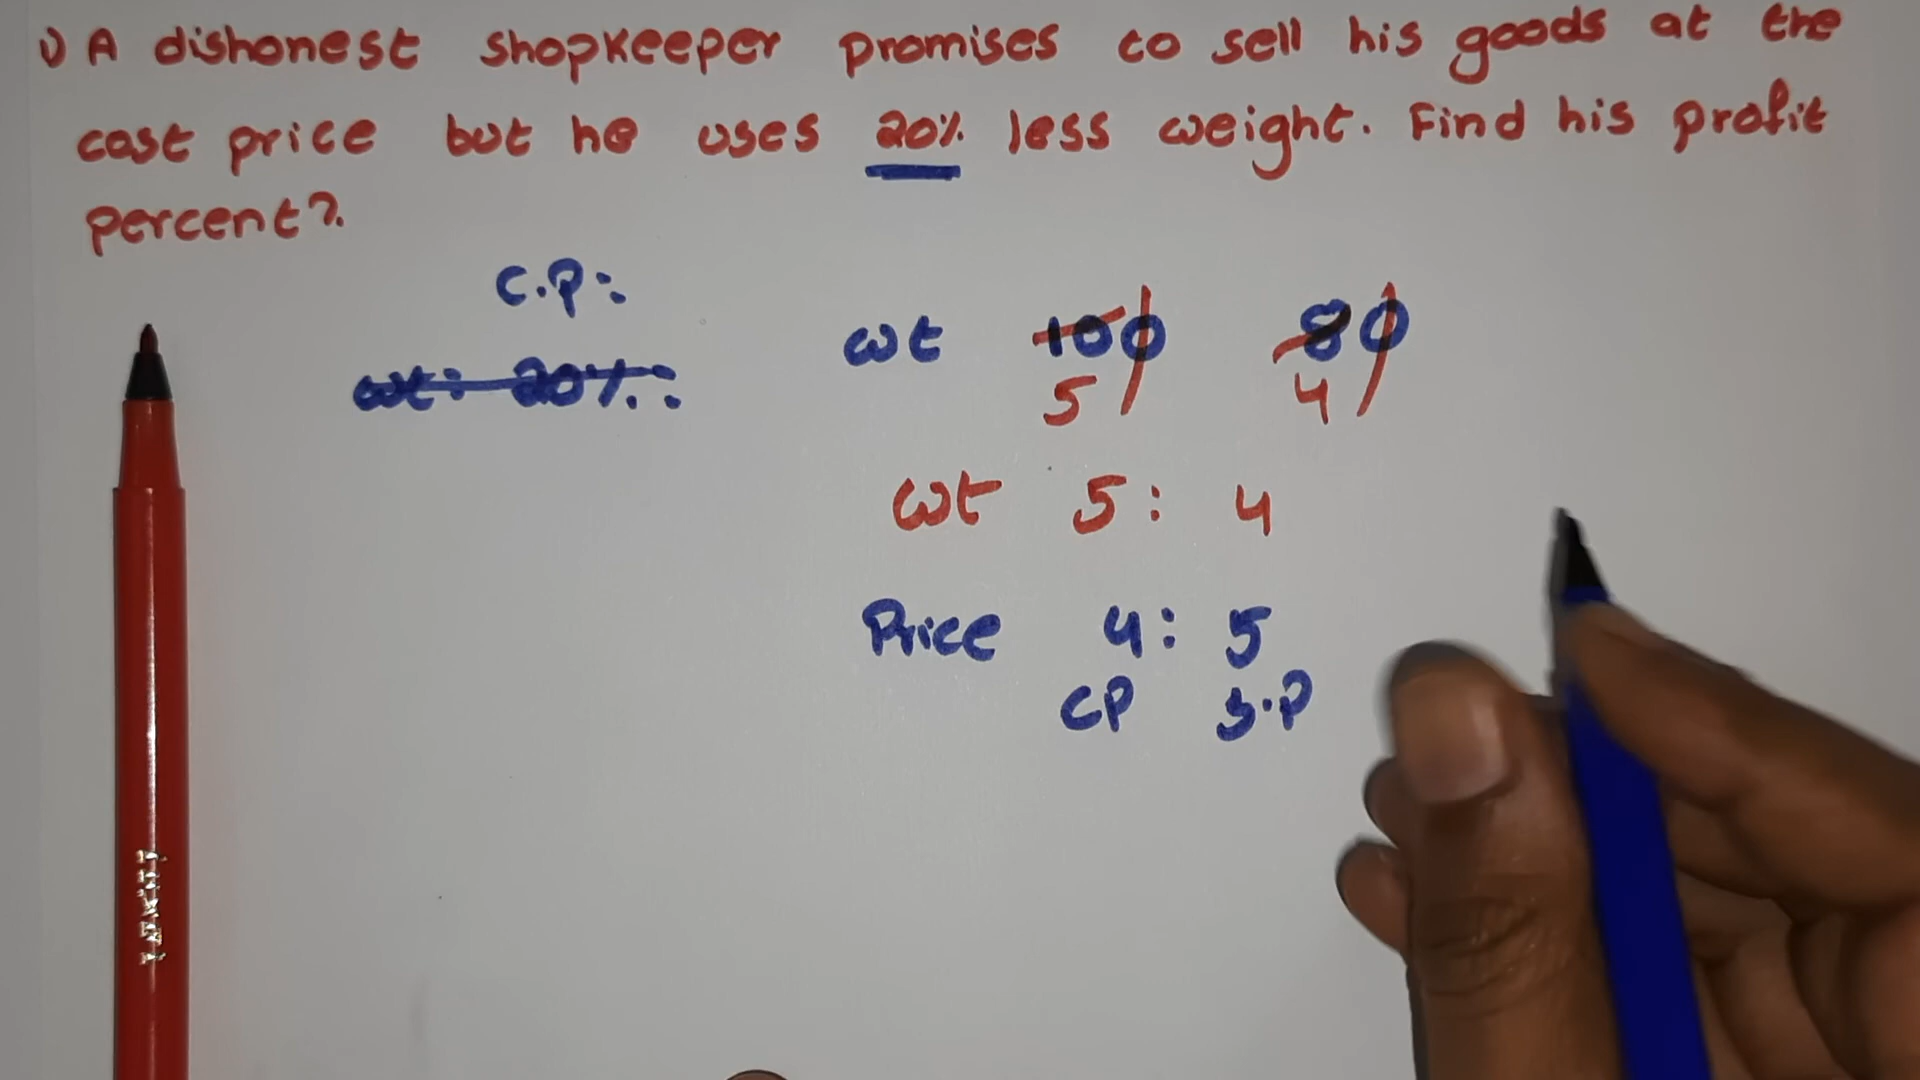 1) A dishonest shopkeeper promises to sell his goods at the
cost price but he uses 20% less weight. Find his profit
percent?
C.P:
wt: 20%:
wt 100 80
5 4
wt 5: 4
Price 4: 5
CP S.P